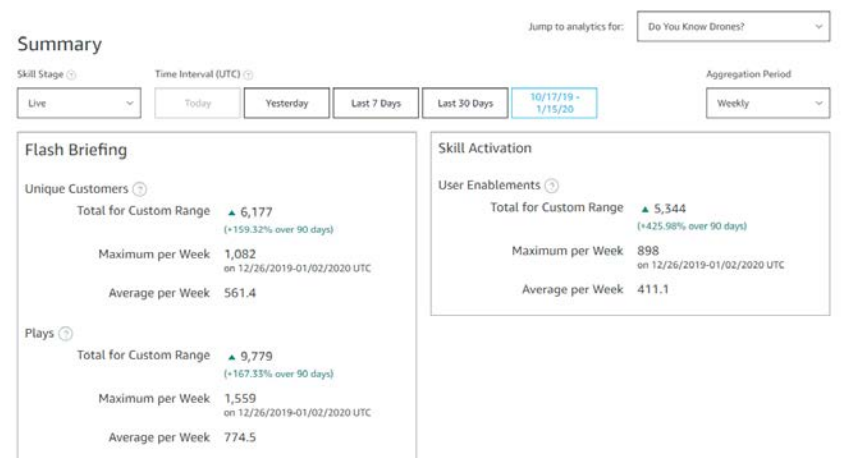 Jump to analytics for:
Do You Know Drones?
Summary
Skill Stage ?
Time Interval (UTC) ?
Aggregation Period
Live
Today
Yesterday
Last 7 Days
Last 30 Days
10/17/19 -
1/15/20
Weekly
Flash Briefing
Unique Customers ?
Total for Custom Range ▲ 6,177
(+159.32% over 90 days)
Maximum per Week 1,082
on 12/26/2019-01/02/2020 UTC
Average per Week 561.4
Plays ?
Total for Custom Range ▲ 9,779
(+167.33% over 90 days)
Maximum per Week 1,559
on 12/26/2019-01/02/2020 UTC
Average per Week 774.5
Skill Activation
User Enablements ?
Total for Custom Range ▲ 5,344
(+425.98% over 90 days)
Maximum per Week 898
on 12/26/2019-01/02/2020 UTC
Average per Week 411.1